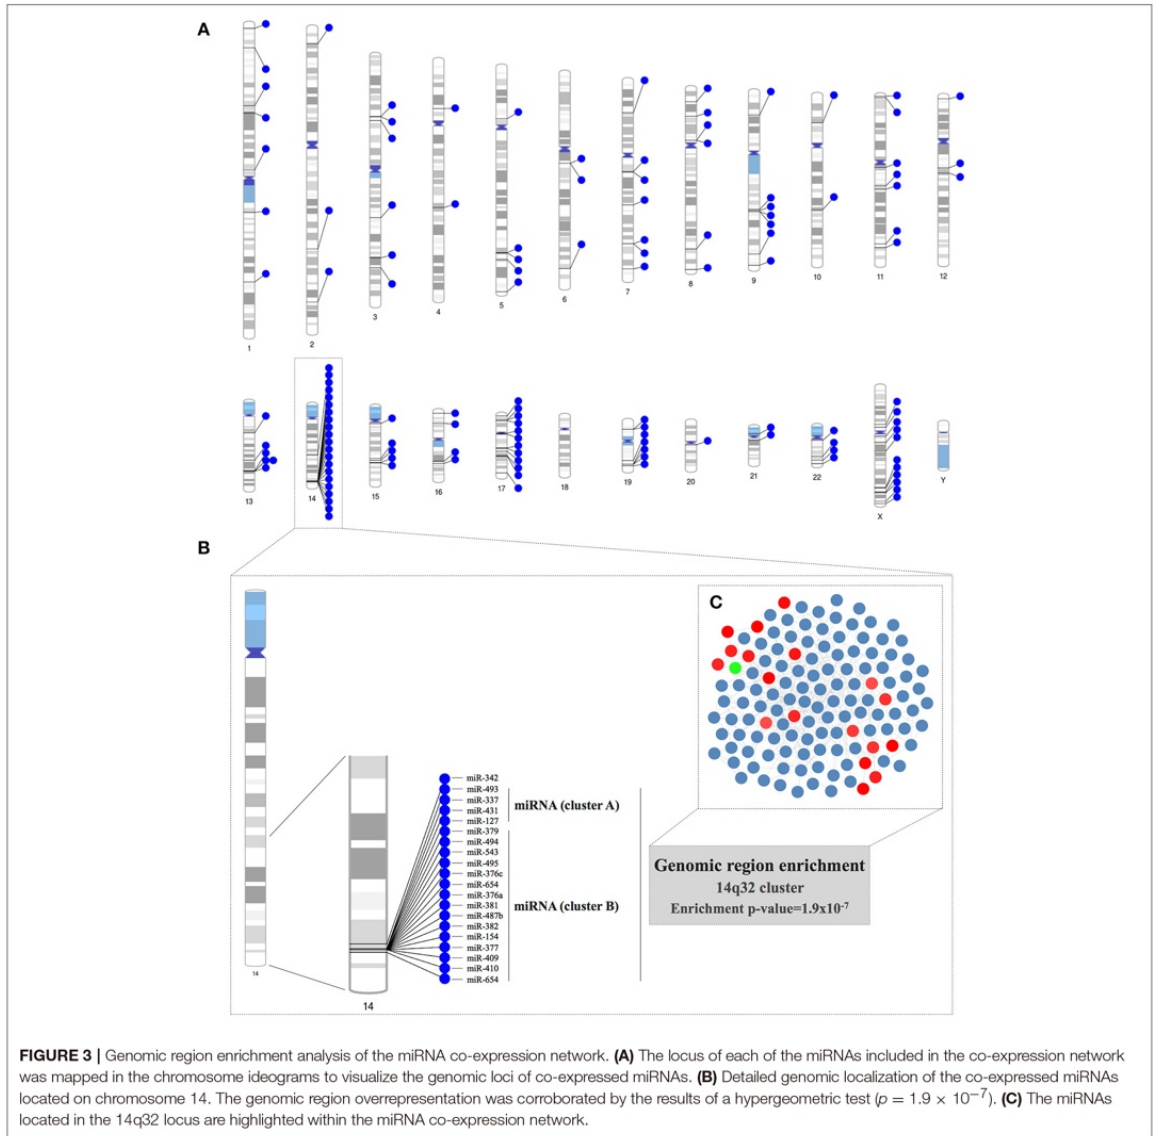 A
1
2
3
4
5
6
7
8
9
10
11
12
13
14
15
16
17
18
19
20
21
22
X
Y
B
C
miR-342
miR-493
miR-337
miR-431
miR-127
miRNA (cluster A)
miR-379
miR-494
miR-543
miR-495
miR-376c
miR-654
miR-376a
miR-381
miR-487b
miR-382
miR-154
miR-377
miR-409
miR-410
miR-654
miRNA (cluster B)
14
14
Genomic region enrichment
14q32 cluster
Enrichment p-value=1.9x10⁻⁷
FIGURE 3 | Genomic region enrichment analysis of the miRNA co-expression network. (A) The locus of each of the miRNAs included in the co-expression network
was mapped in the chromosome ideograms to visualize the genomic loci of co-expressed miRNAs. (B) Detailed genomic localization of the co-expressed miRNAs
located on chromosome 14. The genomic region overrepresentation was corroborated by the results of a hypergeometric test (p = 1.9 × 10⁻⁷). (C) The miRNAs
located in the 14q32 locus are highlighted within the miRNA co-expression network.